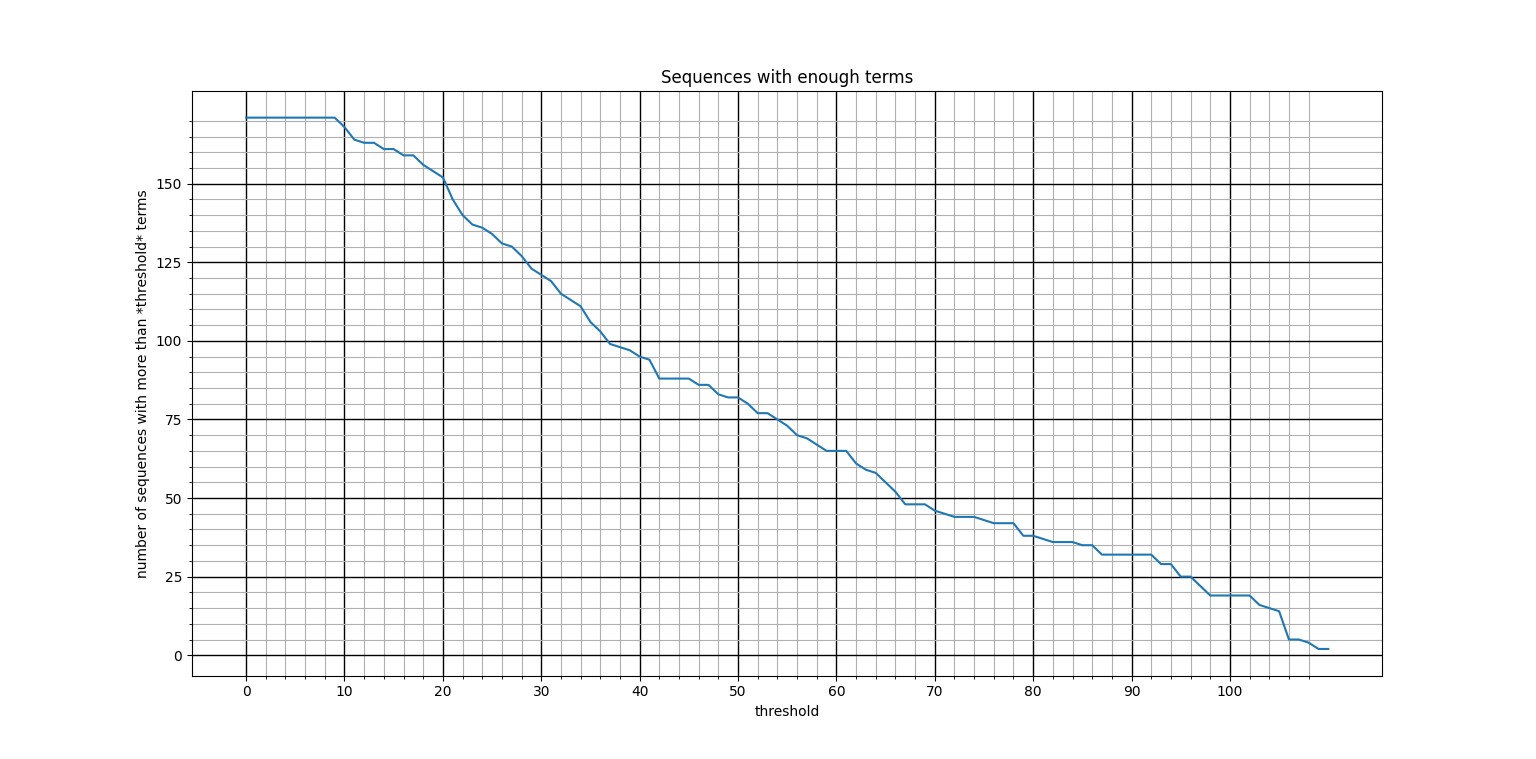 Sequences with enough terms
number of sequences with more than *threshold* terms
150
125
100
75
50
25
0
0 10 20 30 40 50 60 70 80 90 100
threshold